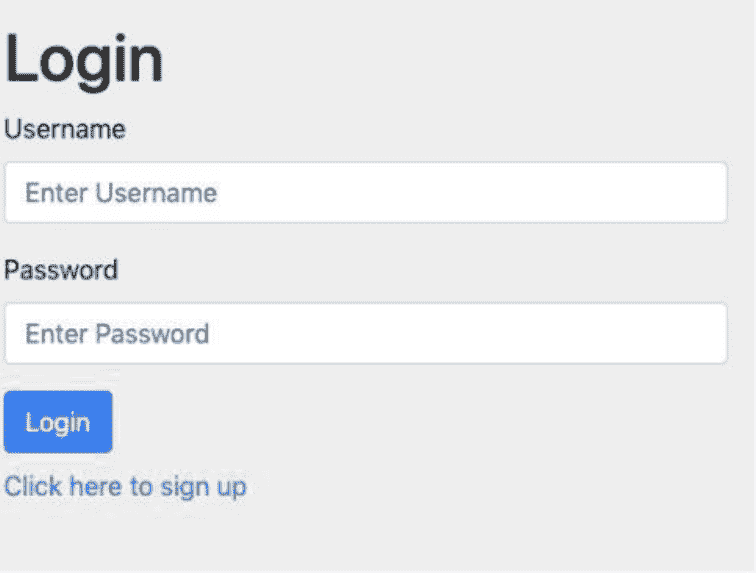 Login
Username
Enter Username
Password
Enter Password
Login
Click here to sign up